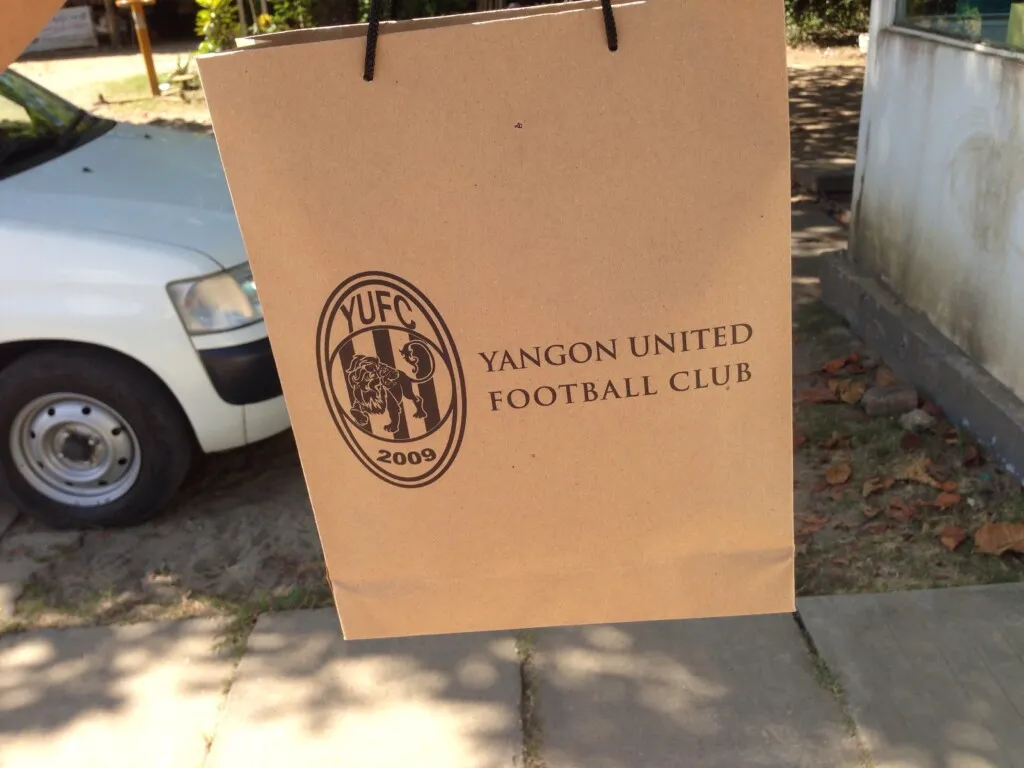 YUFC
2009
YANGON UNITED
FOOTBALL CLUB